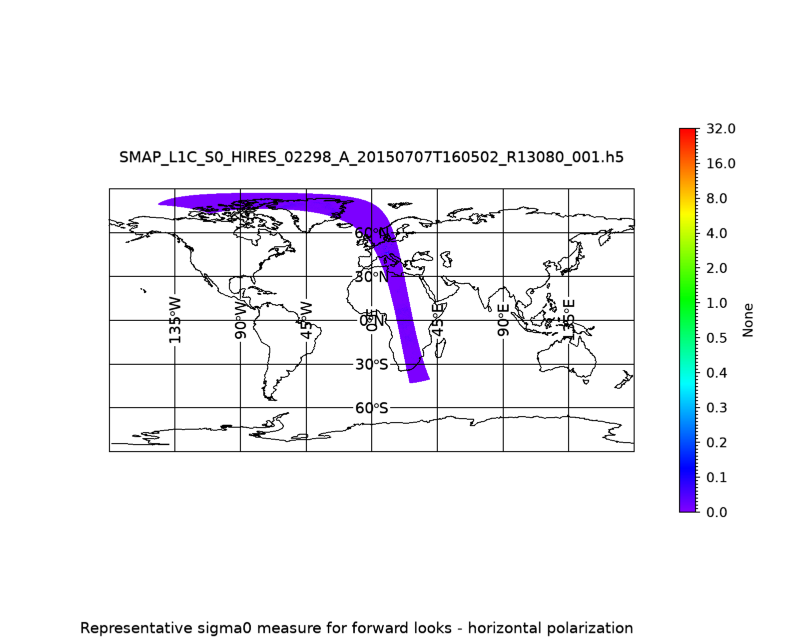 SMAP_L1C_S0_HIRES_02298_A_20150707T160502_R13080_001.h5
32.0
16.0
8.0
4.0
2.0
1.0
0.5
0.4
0.3
0.2
0.1
0.0
None
60°N
30°N
0°N
30°S
60°S
135°W
90°W
45°W
0°E
45°E
90°E
135°E
Representative sigma0 measure for forward looks - horizontal polarization